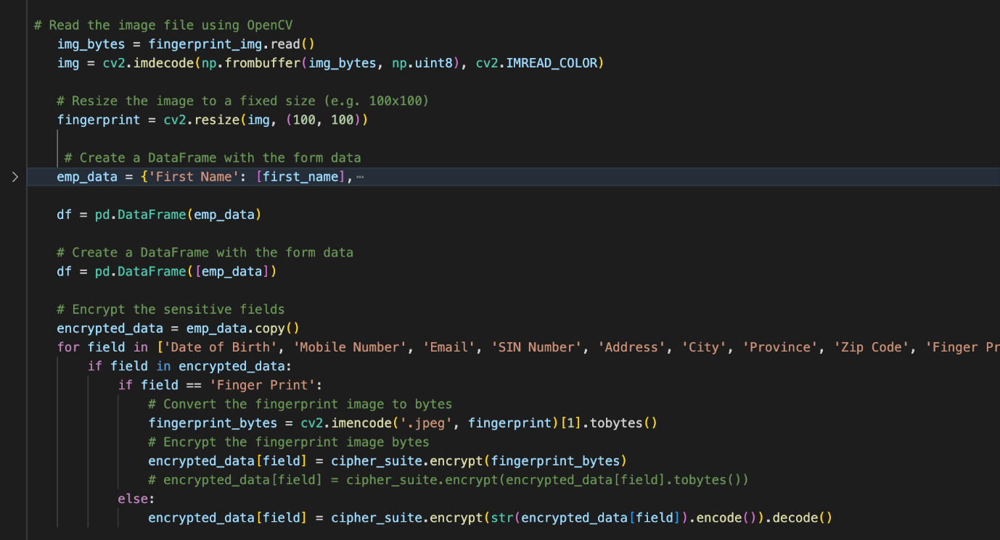 # Read the image file using OpenCV
img_bytes = fingerprint_img.read()
img = cv2.imdecode(np.frombuffer(img_bytes, np.uint8), cv2.IMREAD_COLOR)
# Resize the image to a fixed size (e.g. 100x100)
fingerprint = cv2.resize(img, (100, 100))
# Create a DataFrame with the form data
emp_data = {'First Name': [first_name],⋯
df = pd.DataFrame(emp_data)
# Create a DataFrame with the form data
df = pd.DataFrame([emp_data])
# Encrypt the sensitive fields
encrypted_data = emp_data.copy()
for field in ['Date of Birth', 'Mobile Number', 'Email', 'SIN Number', 'Address', 'City', 'Province', 'Zip Code', 'Finger Pr
if field in encrypted_data:
if field == 'Finger Print':
# Convert the fingerprint image to bytes
fingerprint_bytes = cv2.imencode('.jpeg', fingerprint)[1].tobytes()
# Encrypt the fingerprint image bytes
encrypted_data[field] = cipher_suite.encrypt(fingerprint_bytes)
# encrypted_data[field] = cipher_suite.encrypt(encrypted_data[field].tobytes())
else:
encrypted_data[field] = cipher_suite.encrypt(str(encrypted_data[field]).encode()).decode()